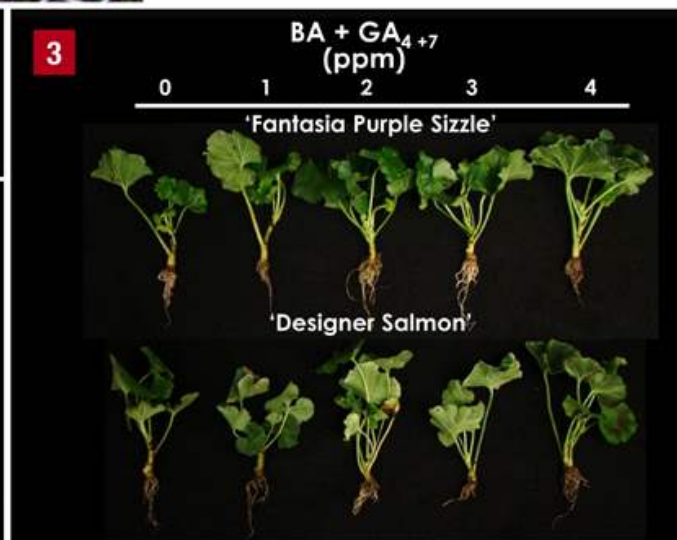 3
BA + GA4+7
(ppm)
0 1 2 3 4
'Fantasia Purple Sizzle'
'Designer Salmon'